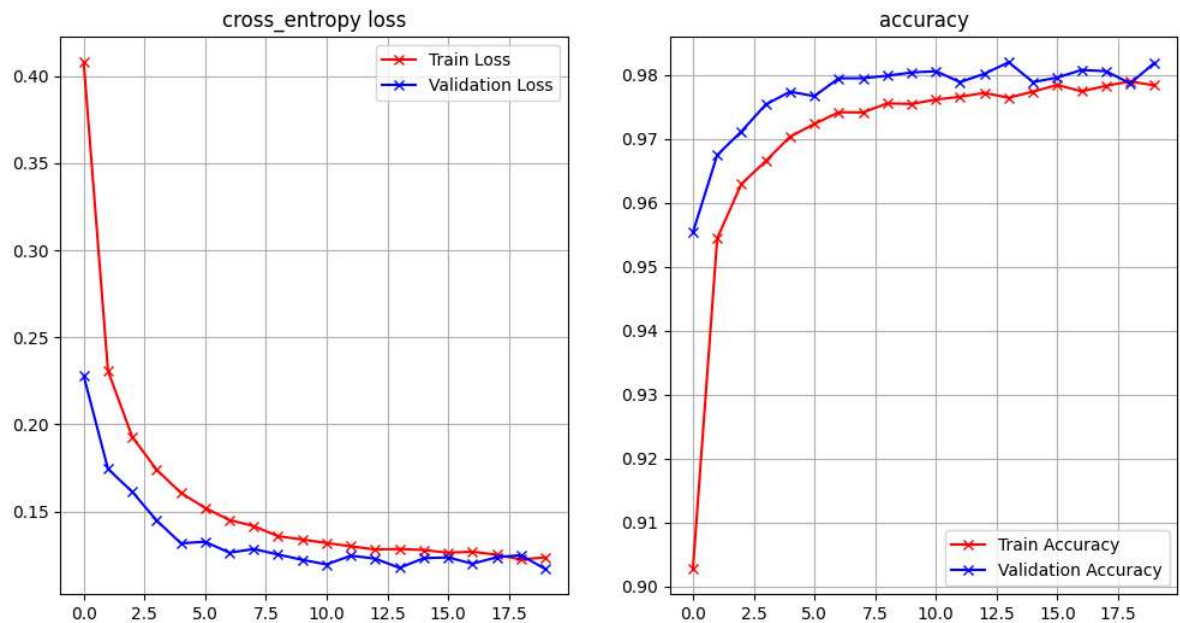 cross_entropy loss
0.40
0.35
0.30
0.25
0.20
0.15
0.0 2.5 5.0 7.5 10.0 12.5 15.0 17.5
Train Loss
Validation Loss
accuracy
0.98
0.97
0.96
0.95
0.94
0.93
0.92
0.91
0.90
0.0 2.5 5.0 7.5 10.0 12.5 15.0 17.5
Train Accuracy
Validation Accuracy